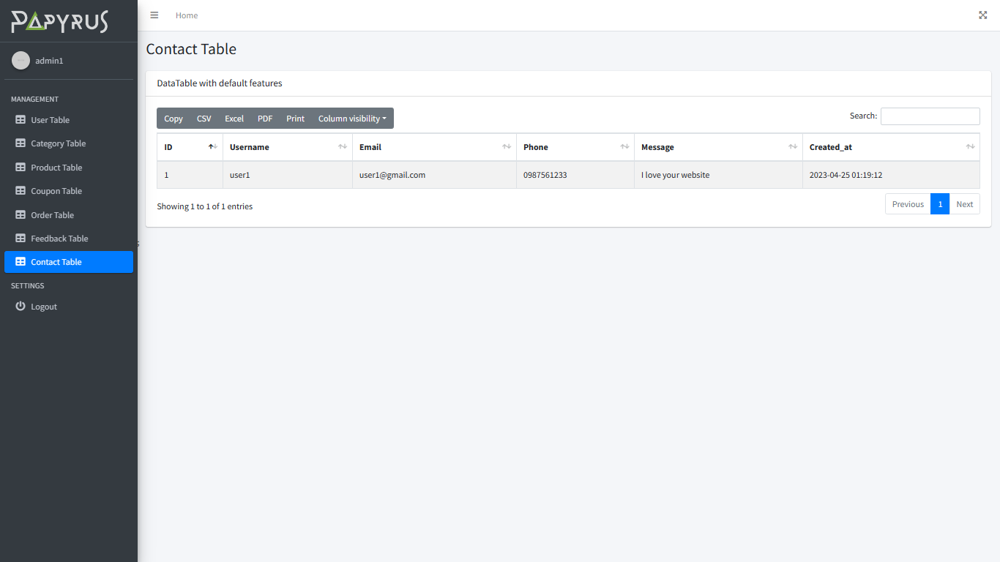 PAPYRUS
Home
admin1
MANAGEMENT
User Table
Category Table
Product Table
Coupon Table
Order Table
Feedback Table
Contact Table
SETTINGS
Logout
Contact Table
DataTable with default features
Copy CSV Excel PDF Print Column visibility
Search:
ID Username Email Phone Message Created_at
1 user1 user1@gmail.com 0987561233 I love your website 2023-04-25 01:19:12
Showing 1 to 1 of 1 entries
Previous 1 Next